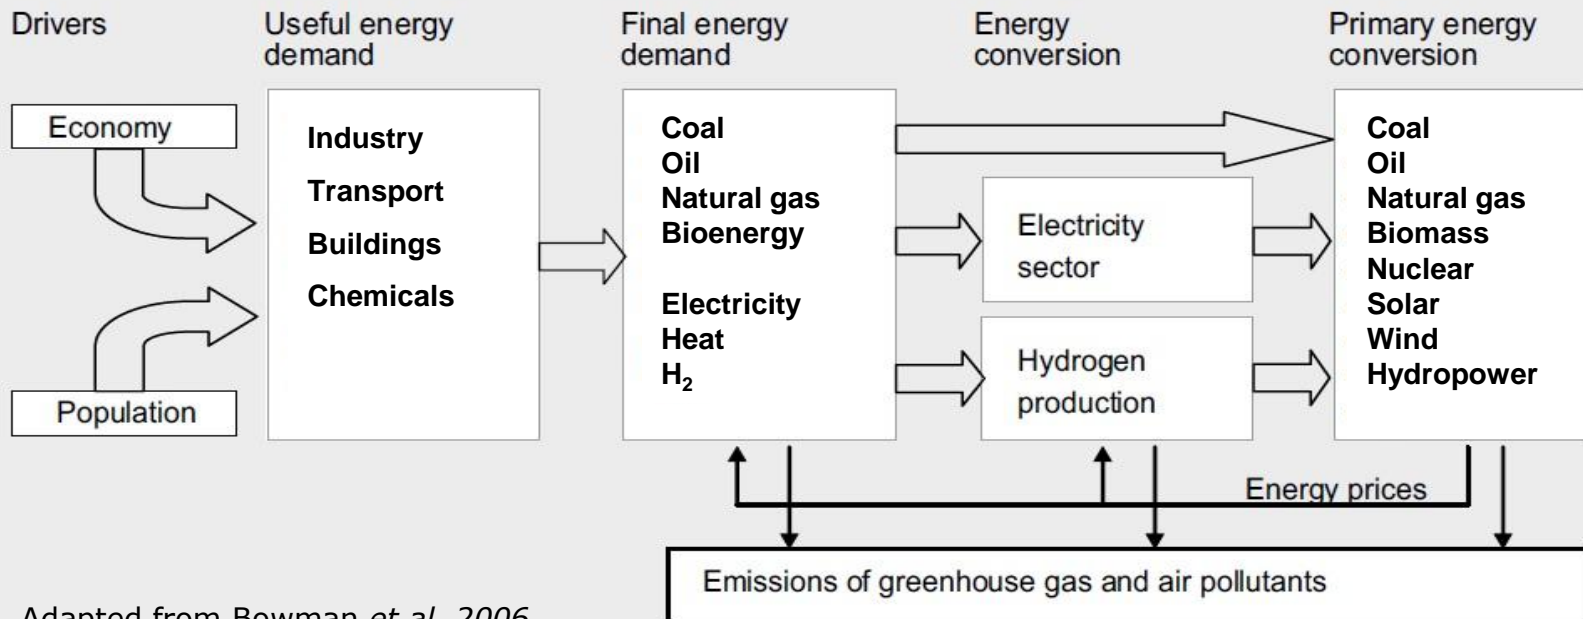 Drivers
Useful energy
demand
Final energy
demand
Energy
conversion
Primary energy
conversion
Economy
Population
Industry
Transport
Buildings
Chemicals
Coal
Oil
Natural gas
Bioenergy
Electricity
Heat
H₂
Electricity
sector
Hydrogen
production
Coal
Oil
Natural gas
Biomass
Nuclear
Solar
Wind
Hydropower
Energy prices
Emissions of greenhouse gas and air pollutants
Adapted from Bowman et al. 2006